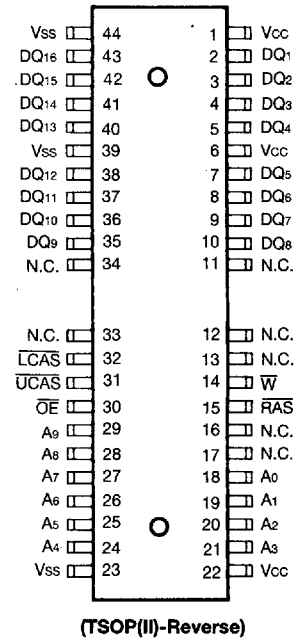 Vss 44 1 Vcc
DQ16 43 2 DQ1
DQ15 42 3 DQ2
DQ14 41 4 DQ3
DQ13 40 5 DQ4
Vss 39 6 Vcc
DQ12 38 7 DQ5
DQ11 37 8 DQ6
DQ10 36 9 DQ7
DQ9 35 10 DQ8
N.C. 34 11 N.C.
N.C. 33 12 N.C.
LCAS 32 13 N.C.
UCAS 31 14 W
OE 30 15 RAS
A9 29 16 N.C.
A8 28 17 N.C.
A7 27 18 A0
A6 26 19 A1
A5 25 20 A2
A4 24 21 A3
Vss 23 22 Vcc
(TSOP(II)-Reverse)